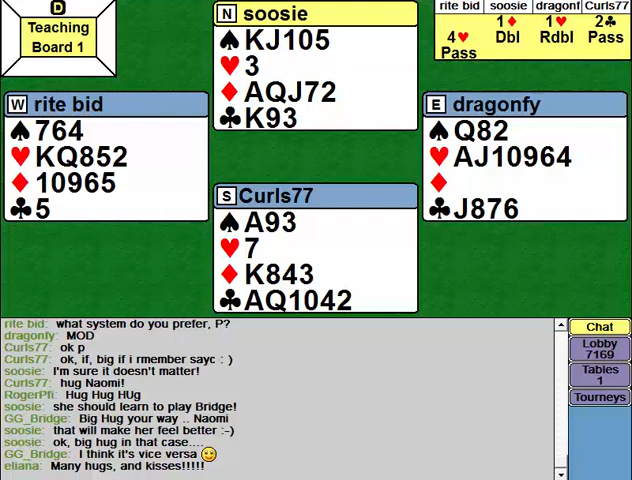 D
Teaching
Board 1
N soosie
♠KJ105
♥3
♦AQJ72
♣K93
rite bid soosie dragonf Curls77
1♦ 1♥ 2♣
4♥ Dbl Rdbl Pass
Pass
W rite bid
♠764
♥KQ852
♦10965
♣5
E dragonfy
♠Q82
♥AJ10964
♦
♣J876
S Curls77
♠A93
♥7
♦K843
♣AQ1042
rite bid: what system do you prefer, P?
dragonfy: MOD
Curls77: ok p
Curls77: ok, if, big if i rmember sayc : )
soosie: I'm sure it doesn't matter!
Curls77: hug Naomi!
RogerPfi: Hug Hug HUg
soosie: she should learn to play Bridge!
GG_Bridge: Big Hug your way .. Naomi
soosie: that will make her feel better :-)
soosie: ok, big hug in that case....
GG_Bridge: I think it's vice versa
eliana: Many hugs, and kisses!!!!!
Chat
Lobby
7169
Tables
1
Tourneys